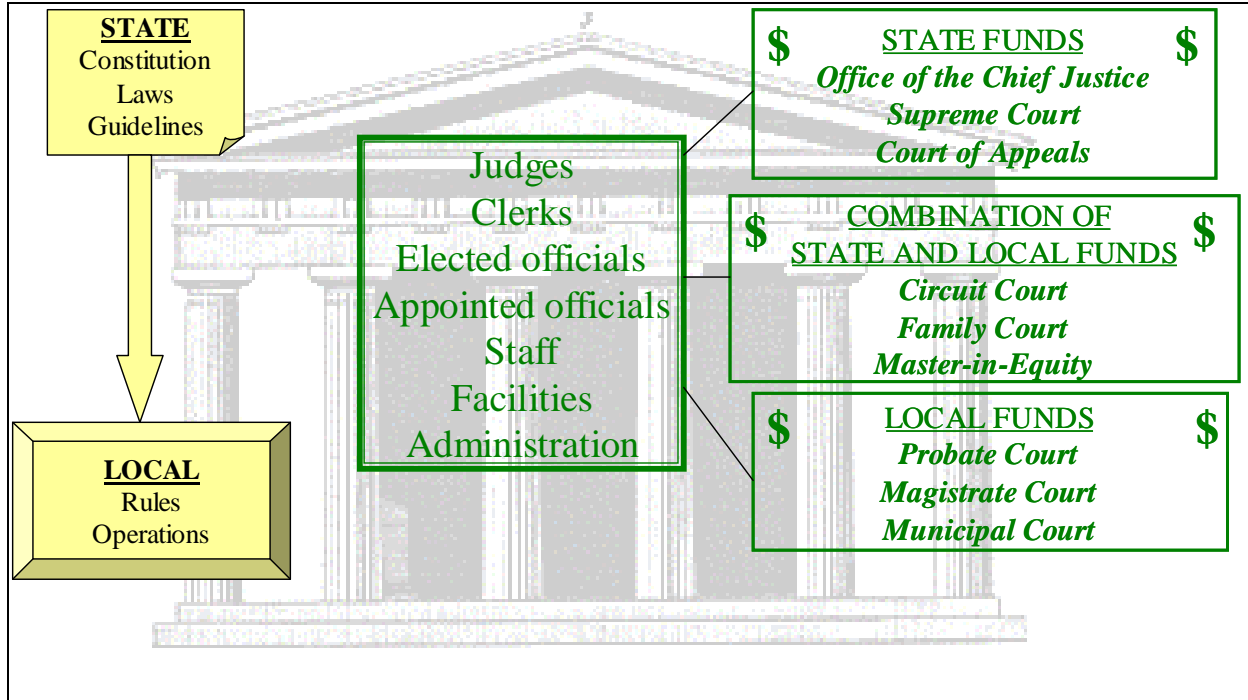 STATE
Constitution
Laws
Guidelines
LOCAL
Rules
Operations
Judges
Clerks
Elected officials
Appointed officials
Staff
Facilities
Administration
$ STATE FUNDS $
Office of the Chief Justice
Supreme Court
Court of Appeals
COMBINATION OF
$ STATE AND LOCAL FUNDS $
Circuit Court
Family Court
Master-in-Equity
$ LOCAL FUNDS $
Probate Court
Magistrate Court
Municipal Court